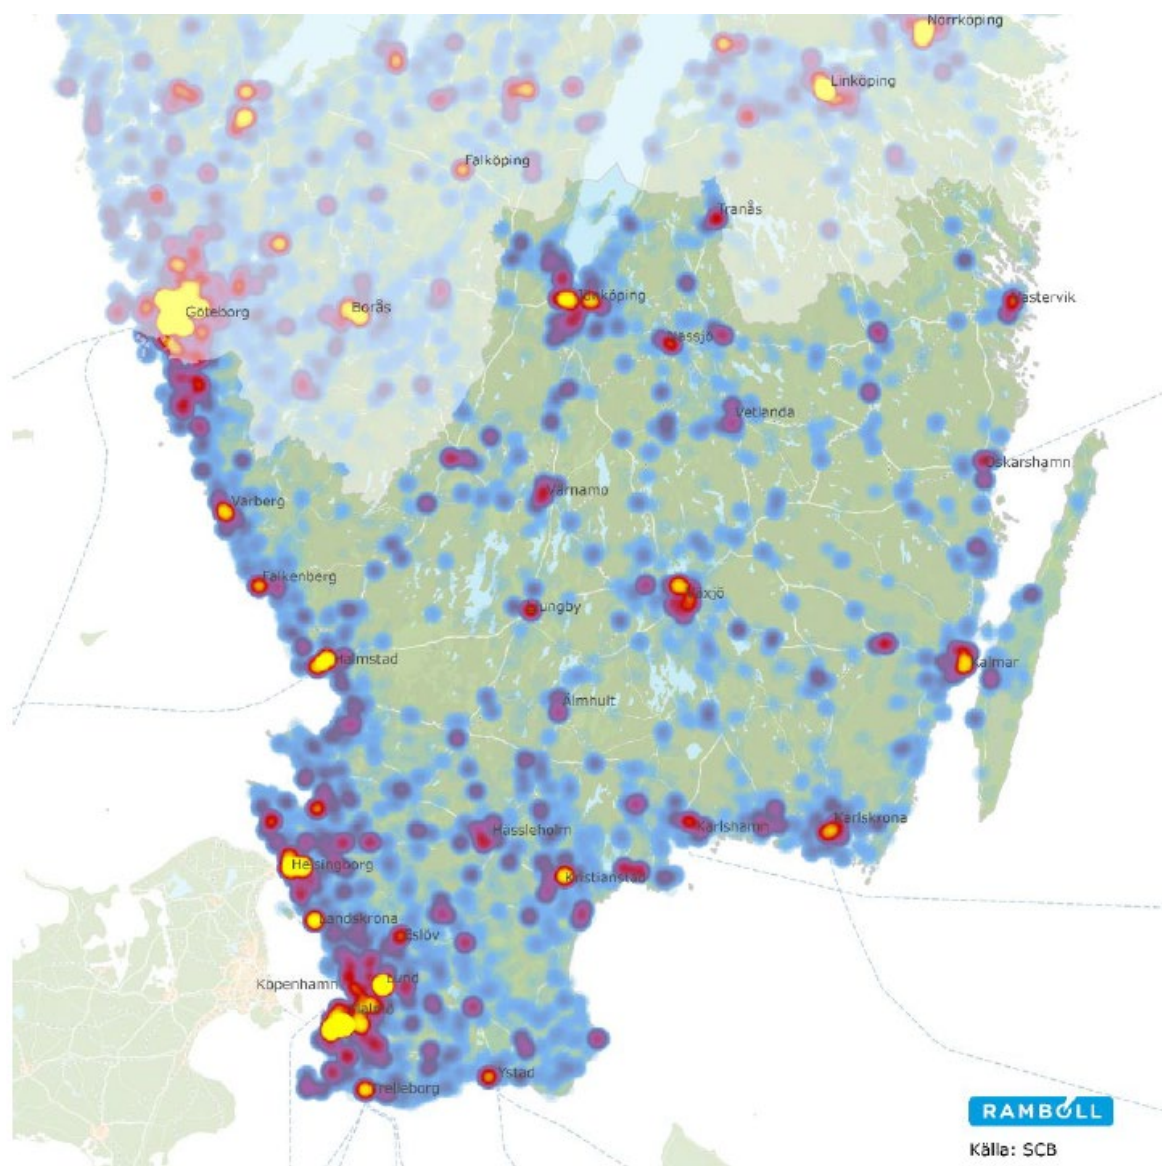 Norrköping
Linköping
Falköping
Tranås
Göteborg
Borås
Jönköping
Västervik
Nässjö
Vetlanda
Oskarshamn
Varberg
Värnamo
Falkenberg
Ljungby
Växjö
Halmstad
Kalmar
Älmhult
Karlshamn
Karlskrona
Hässleholm
Helsingborg
Kristianstad
Landskrona
Eslöv
Köpenhamn
Lund
Malmö
Trelleborg
Ystad
RAMBOLL
Källa: SCB